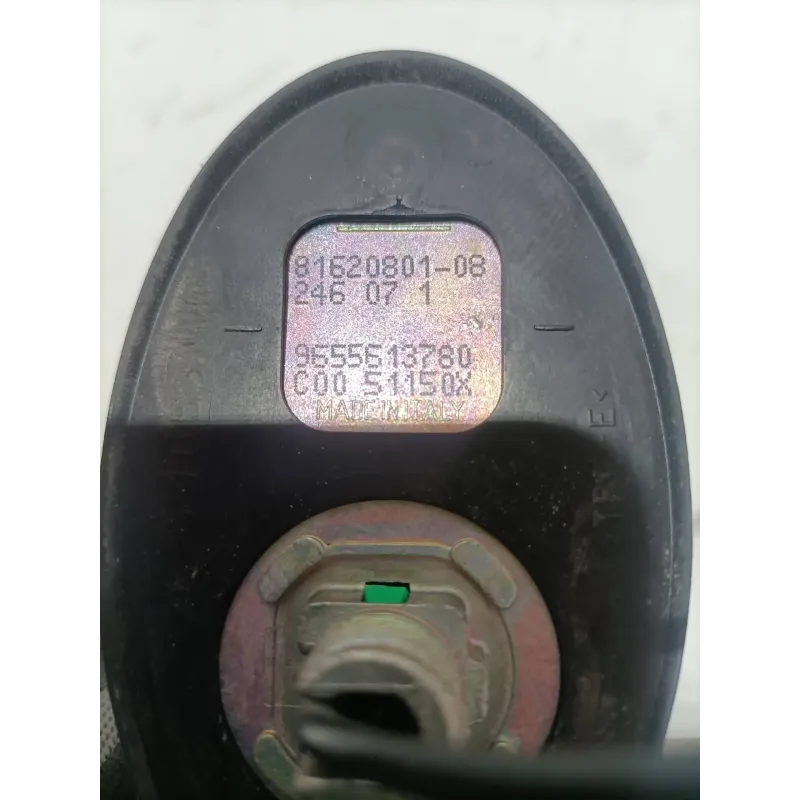 81620801-08
246 07 1
9655613780
C00 51150X
MADE IN ITALY